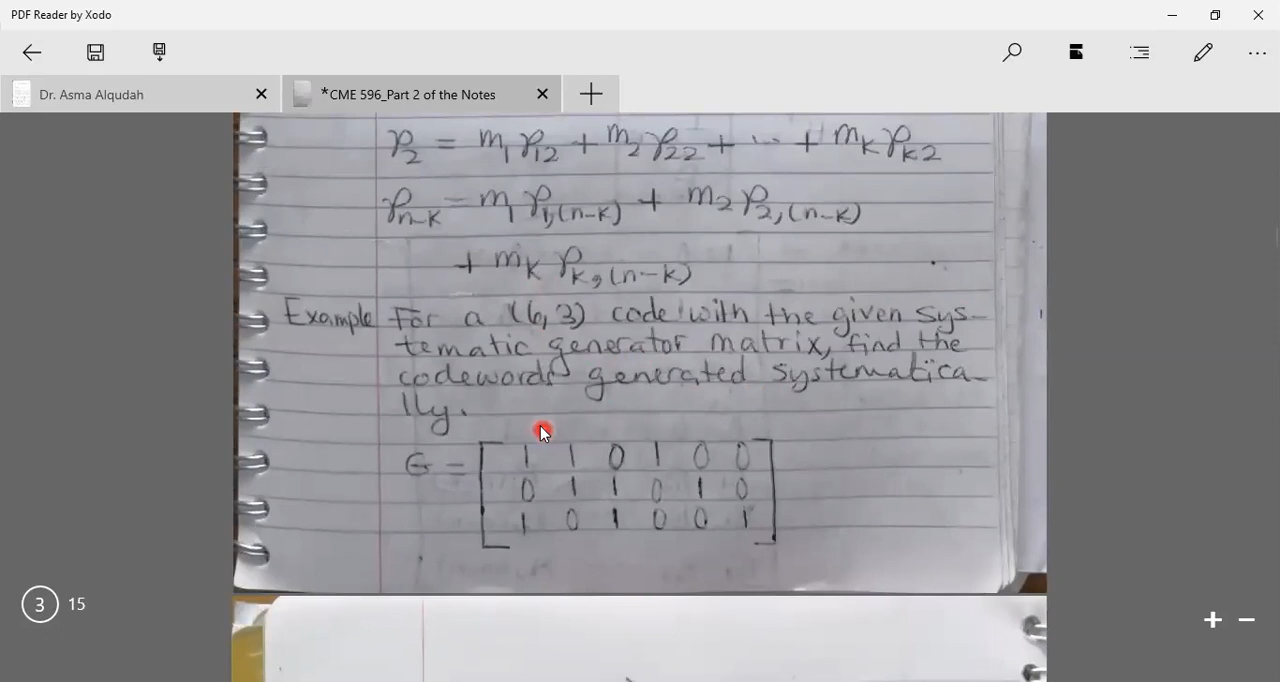 PDF Reader by Xodo
Dr. Asma Alqudah
*CME 596_Part 2 of the Notes
p2 = m1 p12 + m2 p22 + ... + mk pk2
pn-k = m1 p1,(n-k) + m2 p2,(n-k)
+ mk pk,(n-k)
Example For a (6,3) code with the given sys-
tematic generator matrix, find the
codewords generated systematica-
lly.
G = [ 1 1 0 1 0 0
0 1 1 0 1 0
1 0 1 0 0 1 ]
3 15